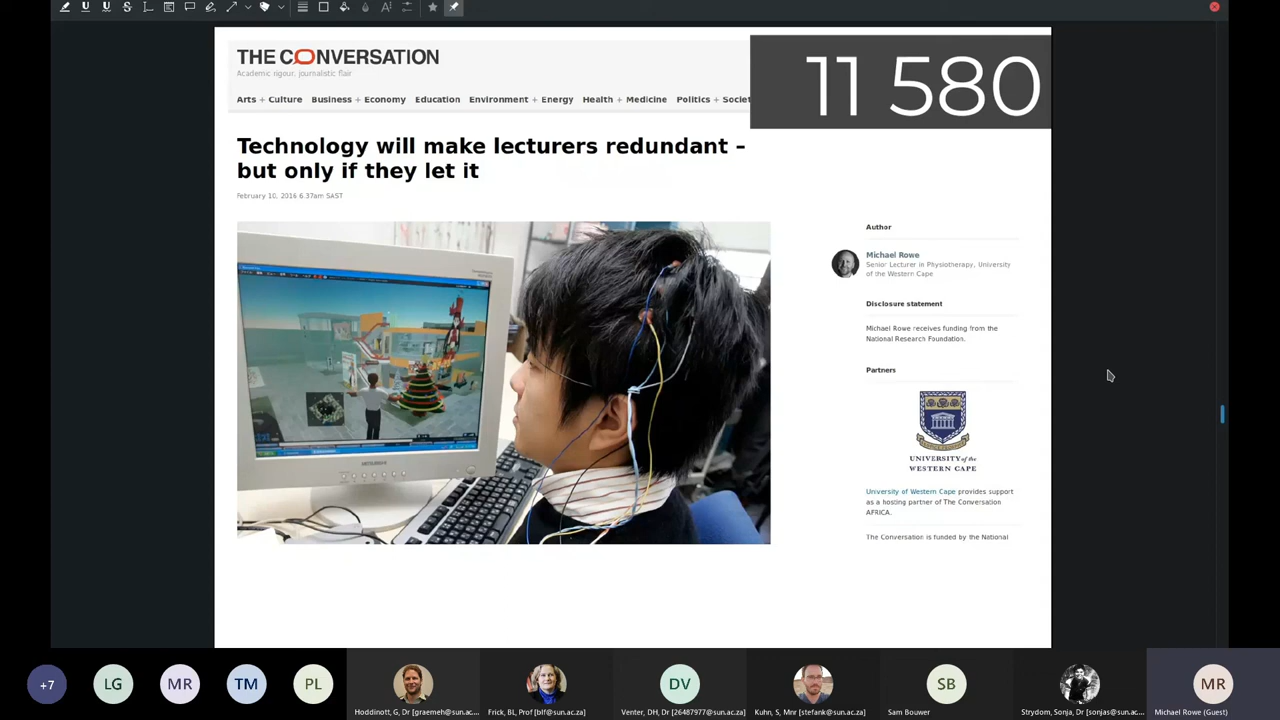 THE CONVERSATION
Academic rigour, journalistic flair
11 580
Arts + Culture Business + Economy Education Environment + Energy Health + Medicine Politics + Societ
Technology will make lecturers redundant –
but only if they let it
February 10, 2016 6.37am SAST
Author
Michael Rowe
Senior Lecturer in Physiotherapy, University
of the Western Cape
Disclosure statement
Michael Rowe receives funding from the
National Research Foundation.
Partners
UNIVERSITY of the
WESTERN CAPE
University of Western Cape provides support
as a hosting partner of The Conversation
AFRICA.
The Conversation is funded by the National
+7
LG
MR
TM
PL
DV
SB
MR
Hoddinott, G, Dr [graemeh@sun.ac....
Frick, BL, Prof [blf@sun.ac.za]
Venter, DH, Dr [26487977@sun.ac.za]
Kuhn, S, Mnr [stefank@sun.ac.za]
Sam Bouwer
Strydom, Sonja, Dr [sonjas@sun.ac....
Michael Rowe (Guest)